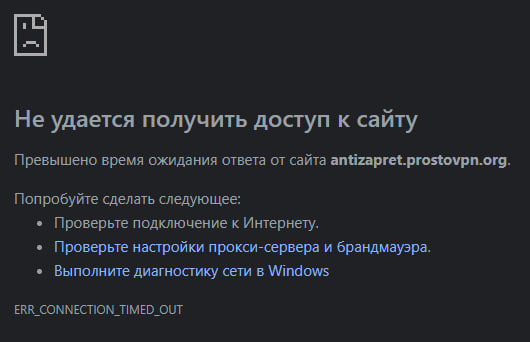 Не удается получить доступ к сайту
Превышено время ожидания ответа от сайта antizapret.prostovpn.org.
Попробуйте сделать следующее:
• Проверьте подключение к Интернету.
• Проверьте настройки прокси-сервера и брандмауэра.
• Выполните диагностику сети в Windows
ERR_CONNECTION_TIMED_OUT